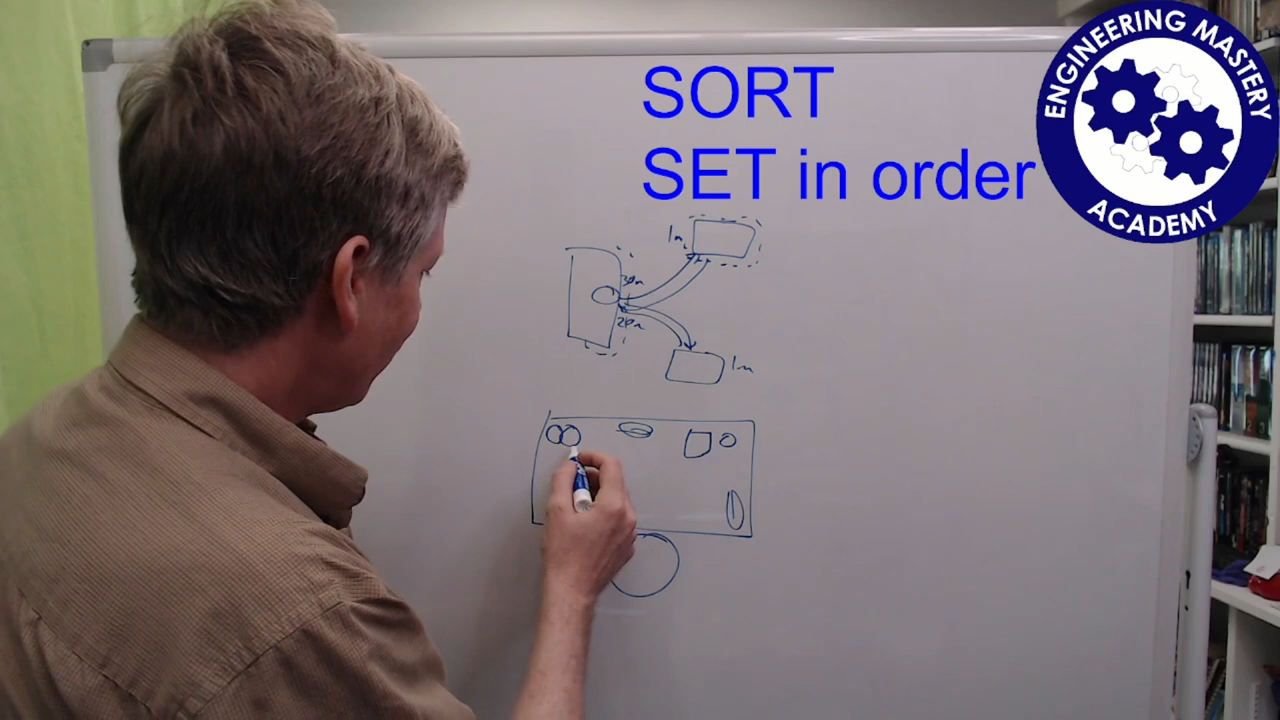 SORT
SET in order
ENGINEERING MASTERY
ACADEMY
1m
30m
20m
1m